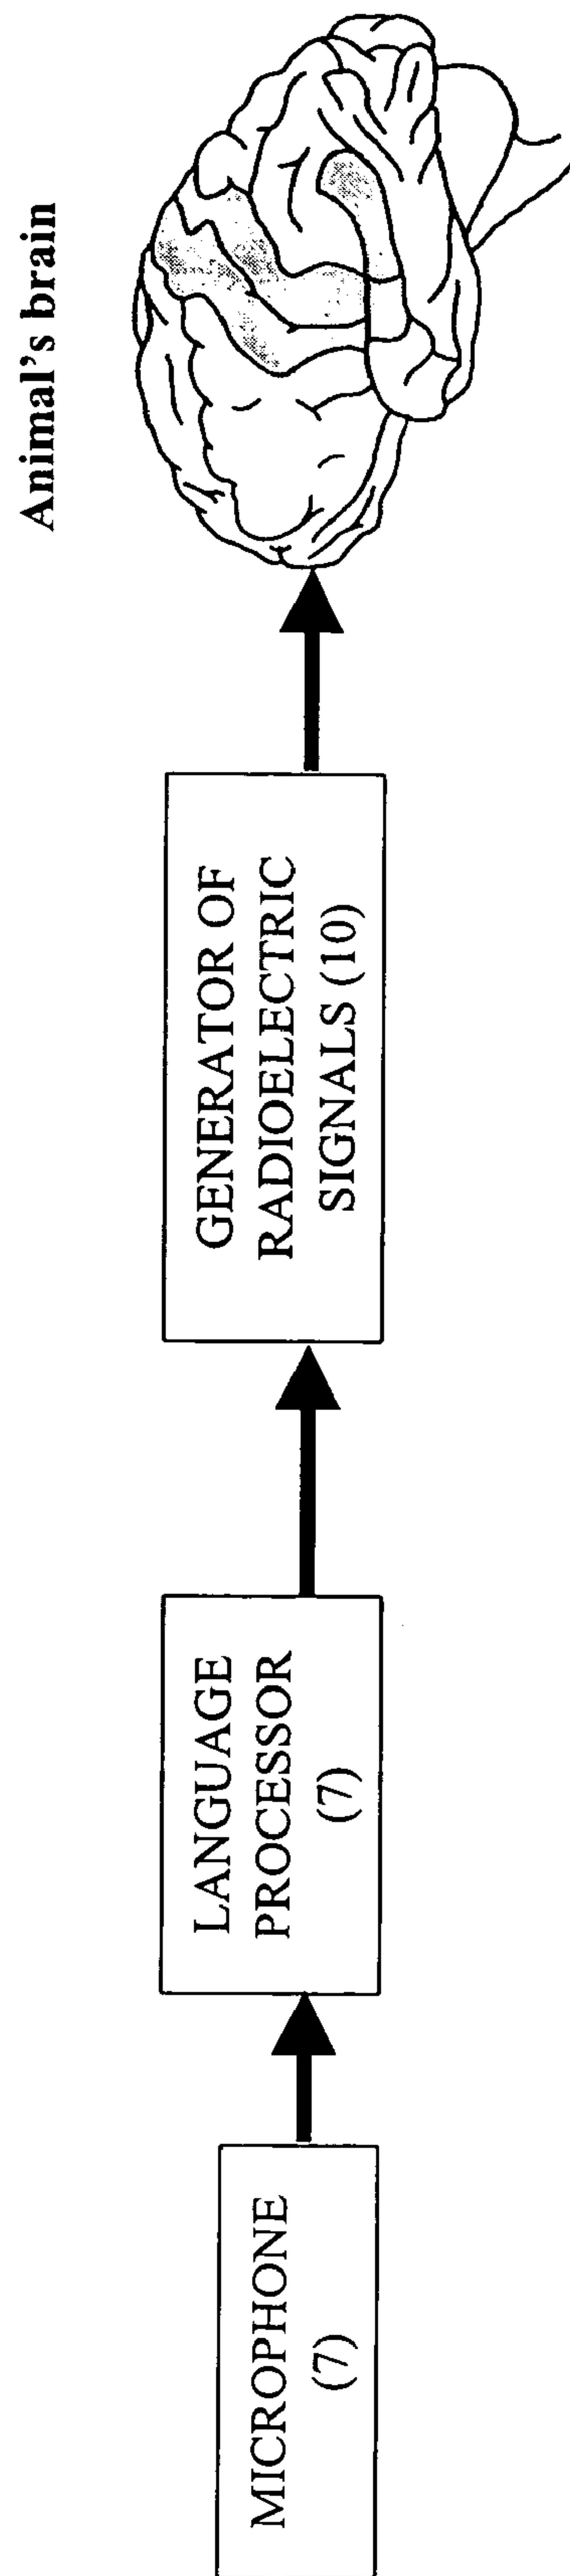 Animal's brain
MICROPHONE
(7)
LANGUAGE
PROCESSOR
(7)
GENERATOR OF
RADIOELECTRIC
SIGNALS (10)